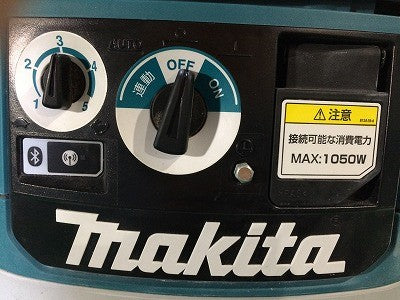 1 2 3 4 5
AUTO
連動 OFF ON
⚠注意
接続可能な消費電力
MAX:1050W
makita